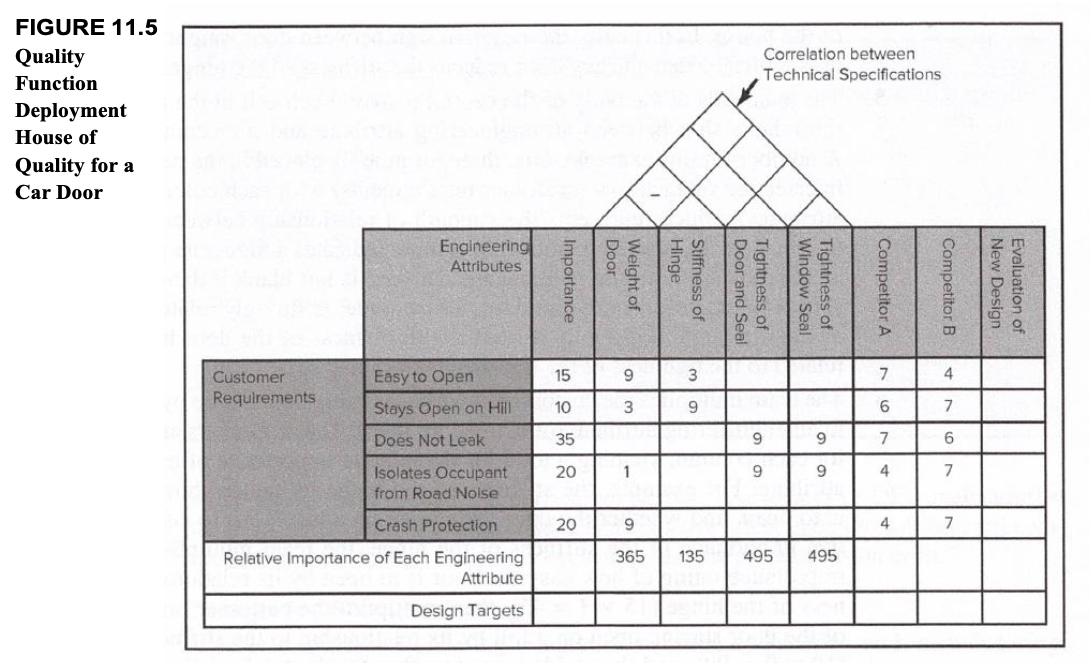 FIGURE 11.5
Quality
Function
Deployment
House of
Quality for a
Car Door
Correlation between
Technical Specifications
–
Engineering
Attributes
Importance
Weight of
Door
Stiffness of
Hinge
Tightness of
Door and Seal
Tightness of
Window Seal
Competitor A
Competitor B
Evaluation of
New Design
Customer
Requirements
Easy to Open 15 9 3 7 4
Stays Open on Hill 10 3 9 6 7
Does Not Leak 35 9 9 7 6
Isolates Occupant
from Road Noise 20 1 9 9 4 7
Crash Protection 20 9 4 7
Relative Importance of Each Engineering
Attribute 365 135 495 495
Design Targets